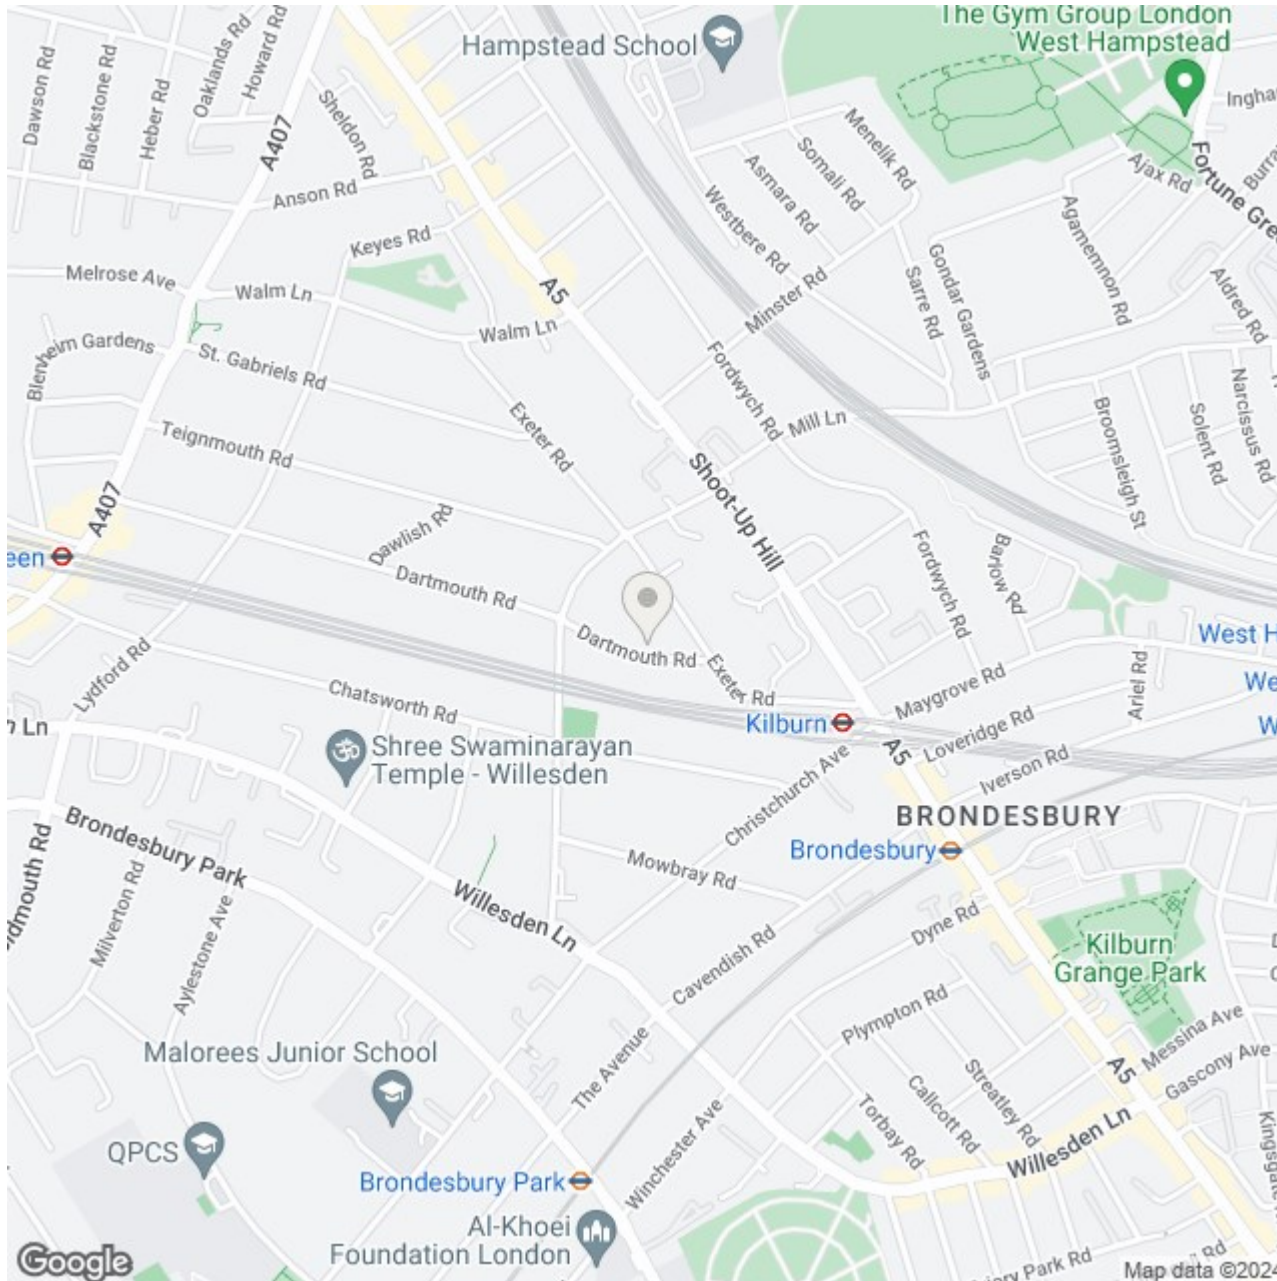 The Gym Group London
West Hampstead
Hampstead School
Dawson Rd
Blackstone Rd
Heber Rd
Oaklands Rd
Howard Rd
A407
Sheldon Rd
Anson Rd
Menelik Rd
Somali Rd
Asmara Rd
Westbere Rd
Ajax Rd
Fortune Gre
Ingha
Burra
Keyes Rd
Melrose Ave
Walm Ln
Walm Ln
A5
Minster Rd
Sarre Rd
Gondar Gardens
Agamemnon Rd
Aldred Rd
Blenheim Gardens
St. Gabriels Rd
Exeter Rd
Fordwych Rd
Mill Ln
Broomsleigh St
Solent Rd
Narcissus Rd
Teignmouth Rd
Shoot-Up Hill
A407
Dawlish Rd
een
Dartmouth Rd
Fordwych Rd
Barlow Rd
Dartmouth Rd
Exeter Rd
West H
We
W
Ariel Rd
Maygrove Rd
Loveridge Rd
Iverson Rd
Lydford Rd
Chatsworth Rd
Kilburn
A5
n Ln
Shree Swaminarayan
Temple - Willesden
Christchurch Ave
BRONDESBURY
Brondesbury
Brondesbury Park
Mowbray Rd
idmouth Rd
Milverton Rd
Aylestone Ave
Willesden Ln
Cavendish Rd
Dyne Rd
Kilburn
Grange Park
Plympton Rd
Messina Ave
Malorees Junior School
The Avenue
Callcott Rd
Streatley Rd
A5
Gascony Ave
Torbay Rd
Winchester Ave
Willesden Ln
Kingsgate
QPCS
Brondesbury Park
Al-Khoei
Foundation London
Google
Park Rd
Rd
Map data ©2024